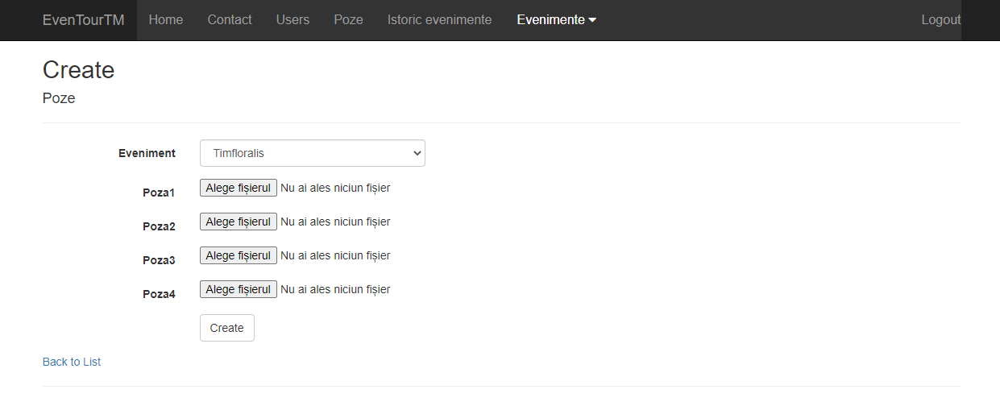 EvenTourTM Home Contact Users Poze Istoric evenimente Evenimente Logout
Create
Poze
Eveniment Timfloralis
Poza1 Alege fișierul Nu ai ales niciun fișier
Poza2 Alege fișierul Nu ai ales niciun fișier
Poza3 Alege fișierul Nu ai ales niciun fișier
Poza4 Alege fișierul Nu ai ales niciun fișier
Create
Back to List